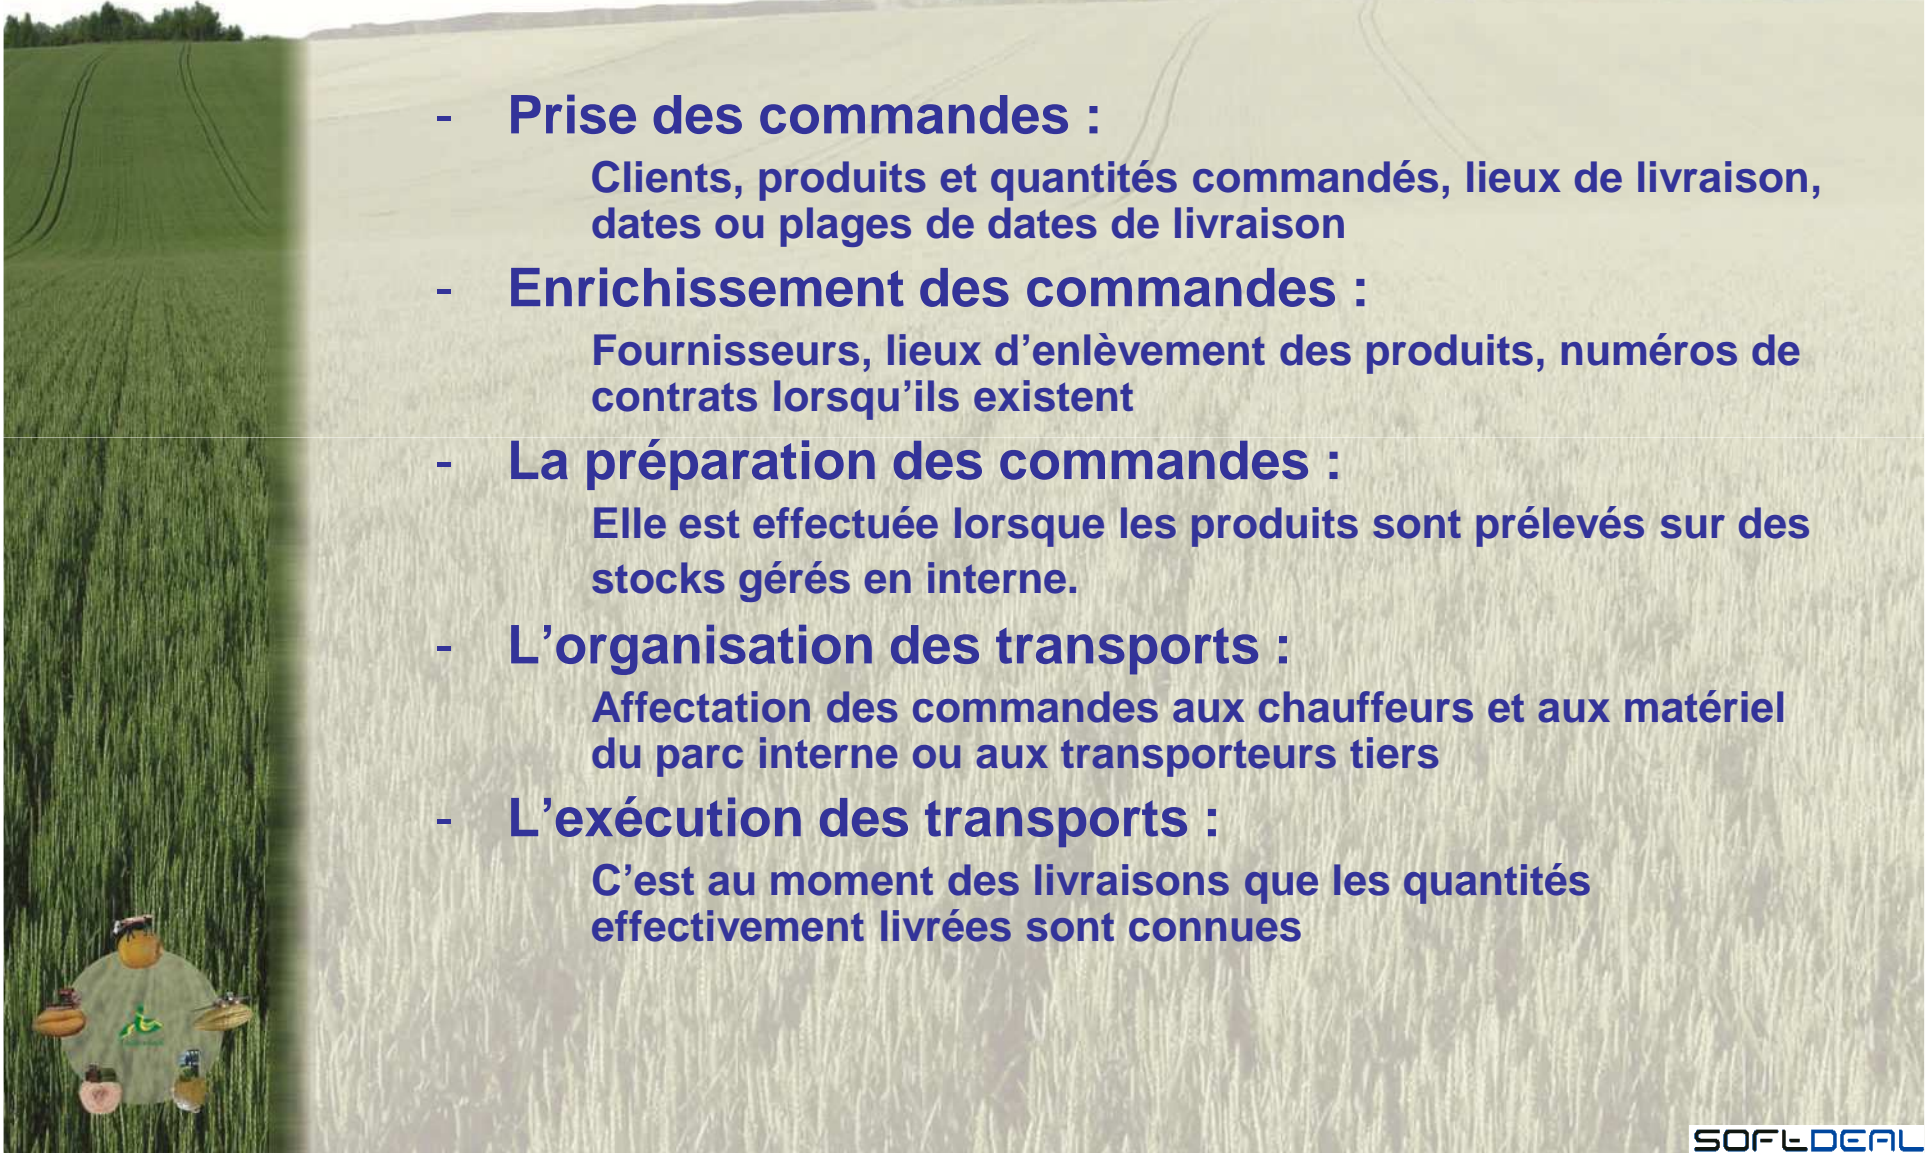 - Prise des commandes :
Clients, produits et quantités commandés, lieux de livraison,
dates ou plages de dates de livraison
- Enrichissement des commandes :
Fournisseurs, lieux d’enlèvement des produits, numéros de
contrats lorsqu’ils existent
- La préparation des commandes :
Elle est effectuée lorsque les produits sont prélevés sur des
stocks gérés en interne.
- L’organisation des transports :
Affectation des commandes aux chauffeurs et aux matériel
du parc interne ou aux transporteurs tiers
- L’exécution des transports :
C’est au moment des livraisons que les quantités
effectivement livrées sont connues
SOFtDEAL